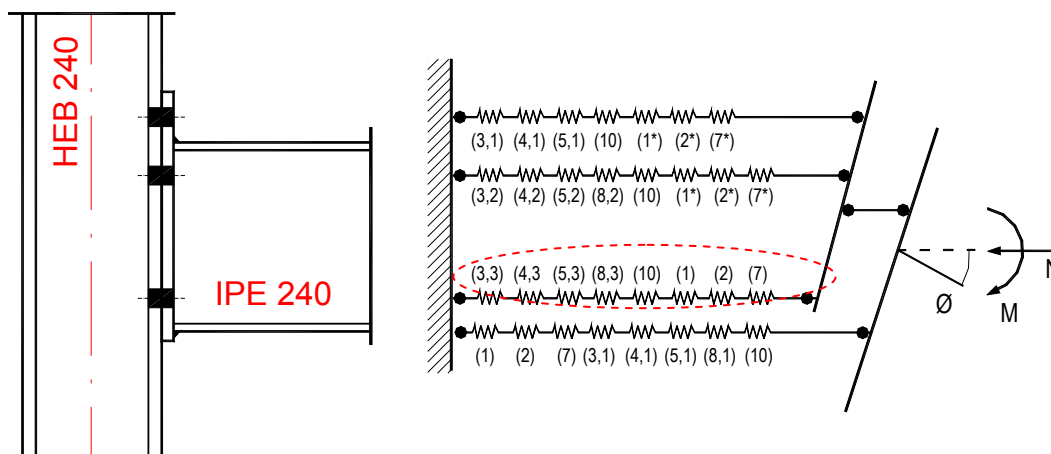 HEB 240
IPE 240
(3,1) (4,1) (5,1) (10) (1*) (2*) (7*)
(3,2) (4,2) (5,2) (8,2) (10) (1*) (2*) (7*)
(3,3) (4,3 (5,3) (8,3) (10) (1) (2) (7)
(1) (2) (7) (3,1) (4,1) (5,1) (8,1) (10)
N
Ø
M